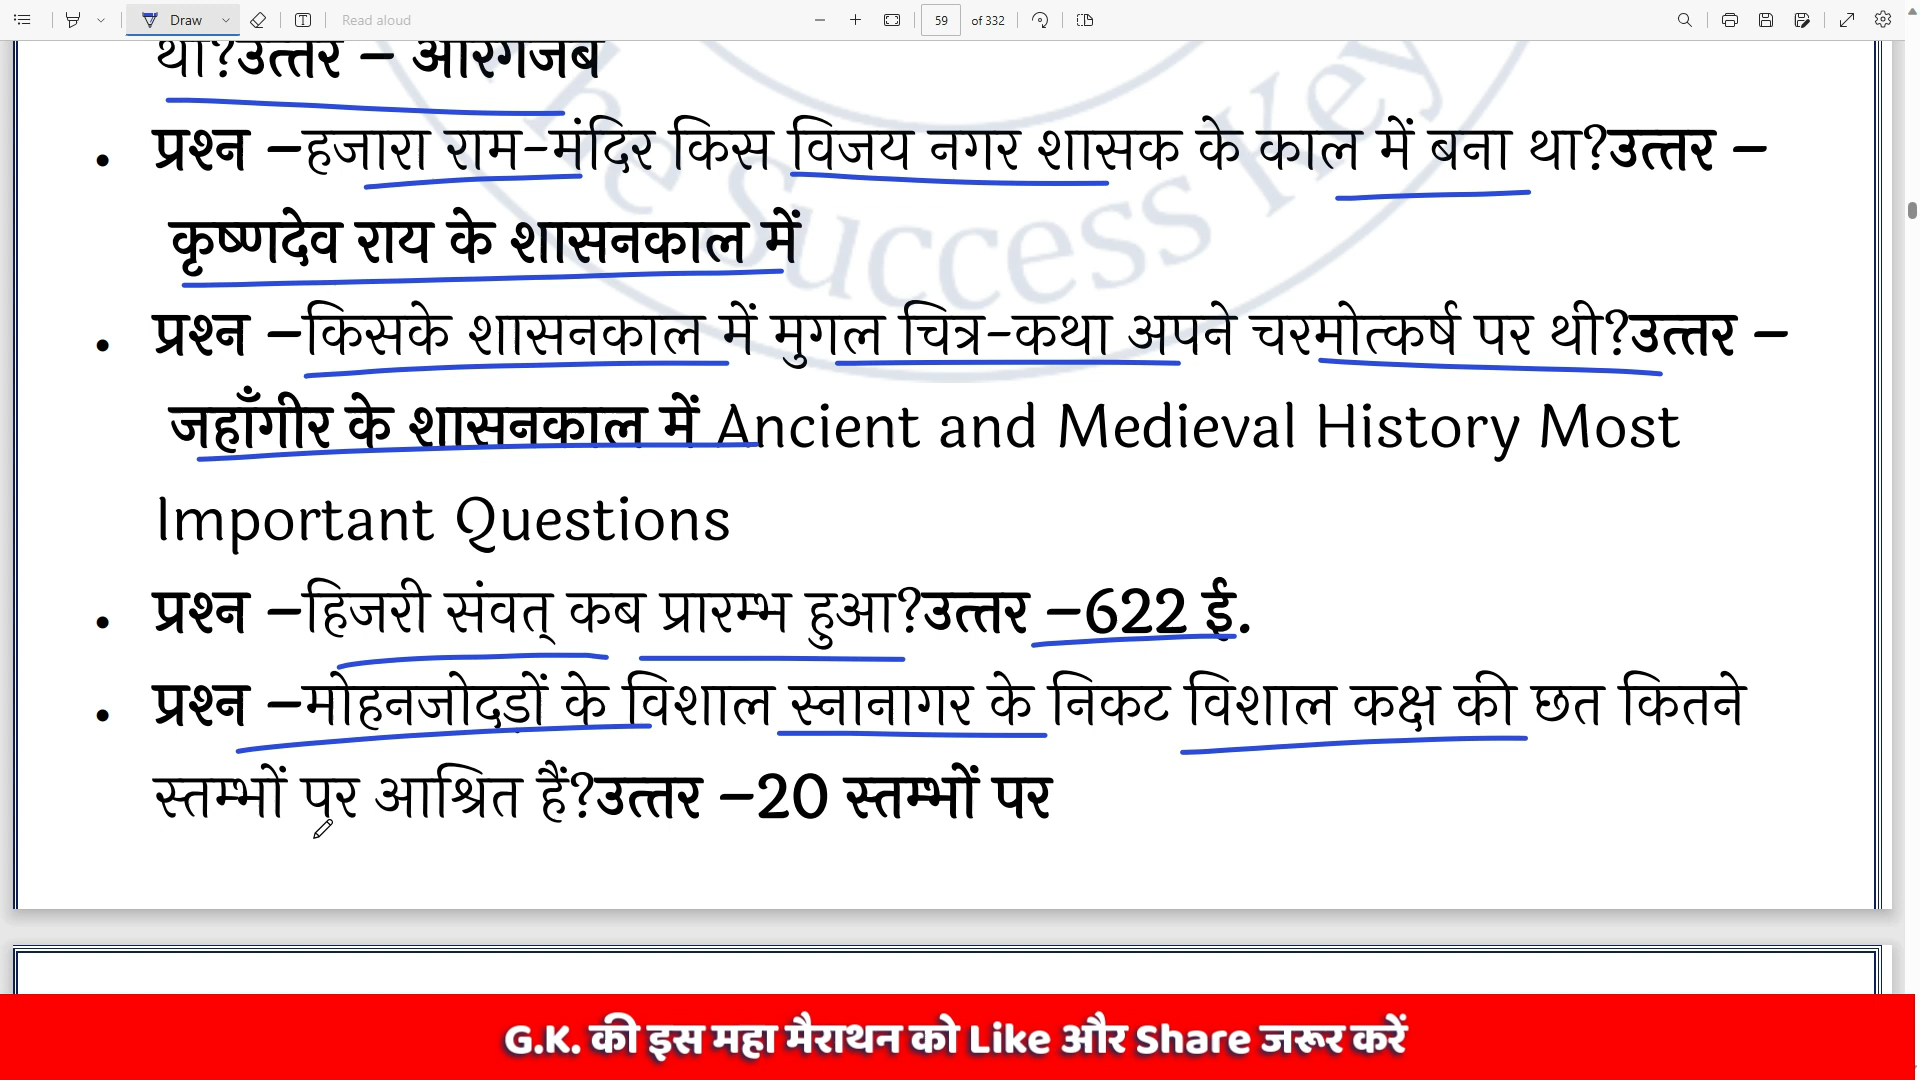 Draw
Read aloud
59 of 332
था?उत्तर – औरंगजेब
प्रश्न –हजारा राम-मंदिर किस विजय नगर शासक के काल में बना था?उत्तर –
कृष्णदेव राय के शासनकाल में
प्रश्न –किसके शासनकाल में मुगल चित्र-कथा अपने चरमोत्कर्ष पर थी?उत्तर –
जहाँगीर के शासनकाल में Ancient and Medieval History Most
Important Questions
प्रश्न –हिजरी संवत् कब प्रारम्भ हुआ?उत्तर –622 ई.
प्रश्न –मोहनजोदड़ों के विशाल स्नानागर के निकट विशाल कक्ष की छत कितने
स्तम्भों पर आश्रित हैं?उत्तर –20 स्तम्भों पर
The Success Key
G.K. की इस महा मैराथन को Like और Share जरूर करें